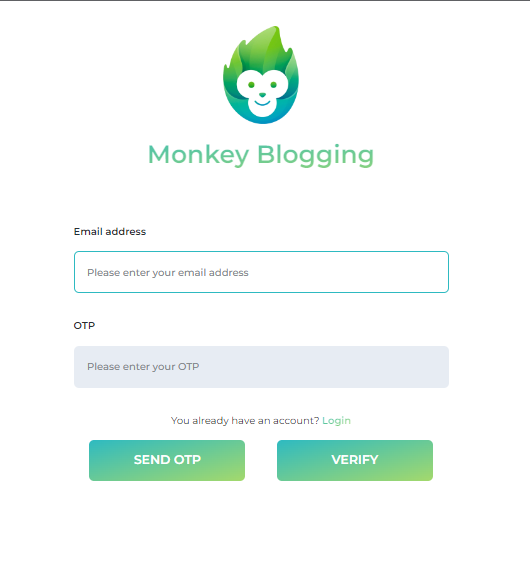 Monkey Blogging
Email address
Please enter your email address
OTP
Please enter your OTP
You already have an account? Login
SEND OTP
VERIFY